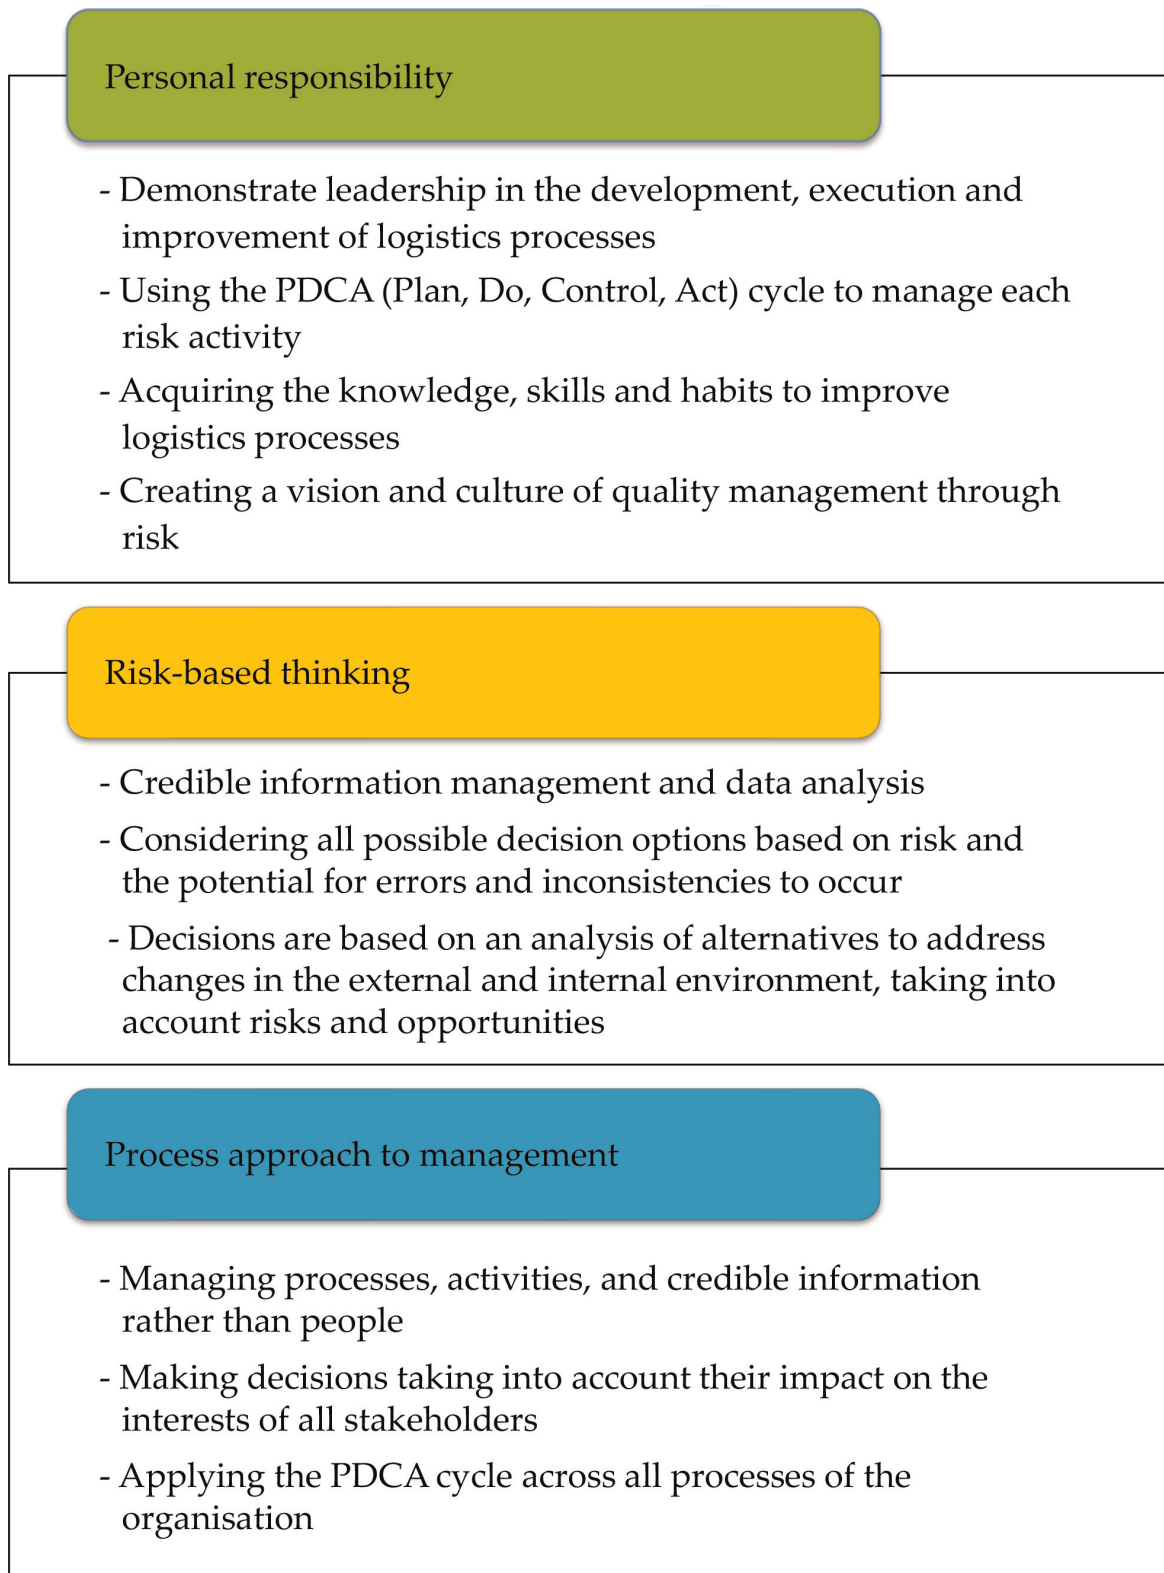 Personal responsibility
- Demonstrate leadership in the development, execution and
improvement of logistics processes
- Using the PDCA (Plan, Do, Control, Act) cycle to manage each
risk activity
- Acquiring the knowledge, skills and habits to improve
logistics processes
- Creating a vision and culture of quality management through
risk
Risk-based thinking
- Credible information management and data analysis
- Considering all possible decision options based on risk and
the potential for errors and inconsistencies to occur
- Decisions are based on an analysis of alternatives to address
changes in the external and internal environment, taking into
account risks and opportunities
Process approach to management
- Managing processes, activities, and credible information
rather than people
- Making decisions taking into account their impact on the
interests of all stakeholders
- Applying the PDCA cycle across all processes of the
organisation